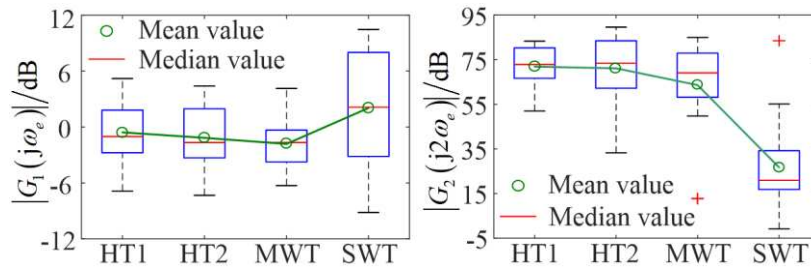 |G₁(jωₑ)|/dB
12
6
0
-6
-12
Mean value
Median value
HT1 HT2 MWT SWT
|G₂(j2ωₑ)|/dB
95
75
55
35
15
-5
Mean value
Median value
HT1 HT2 MWT SWT